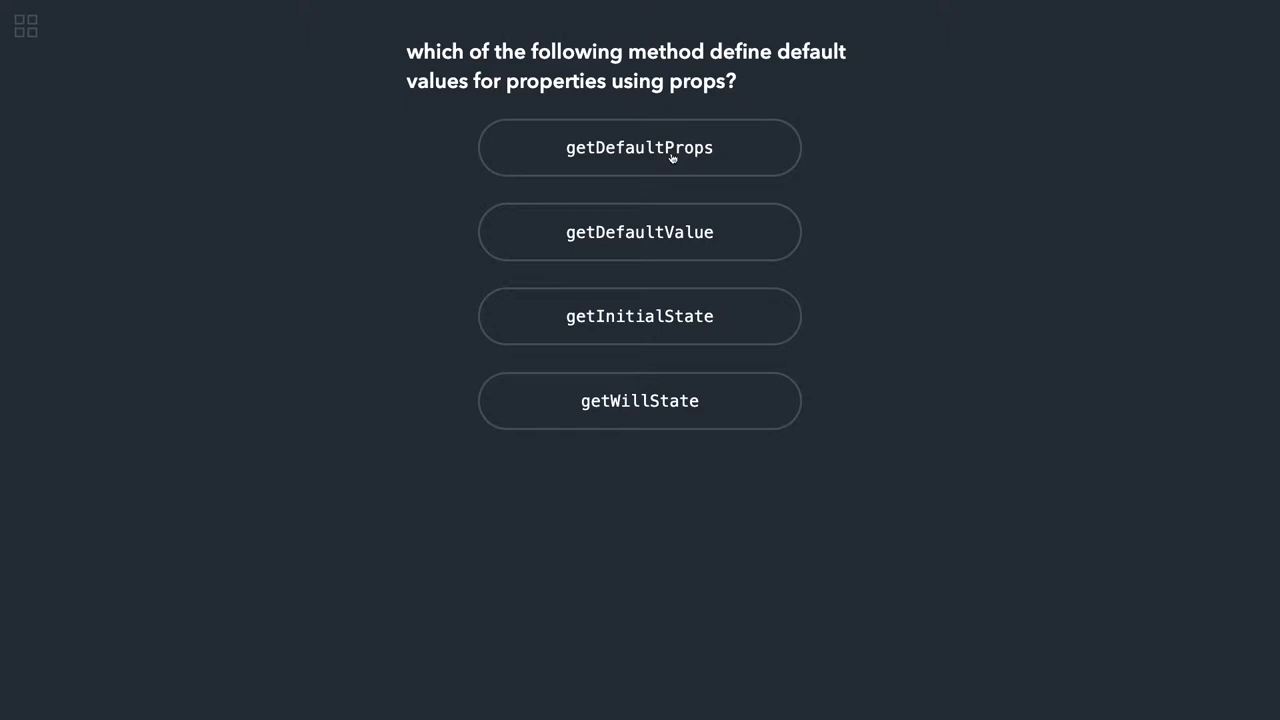 which of the following method define default
values for properties using props?
getDefaultProps
getDefaultValue
getInitialState
getWillState